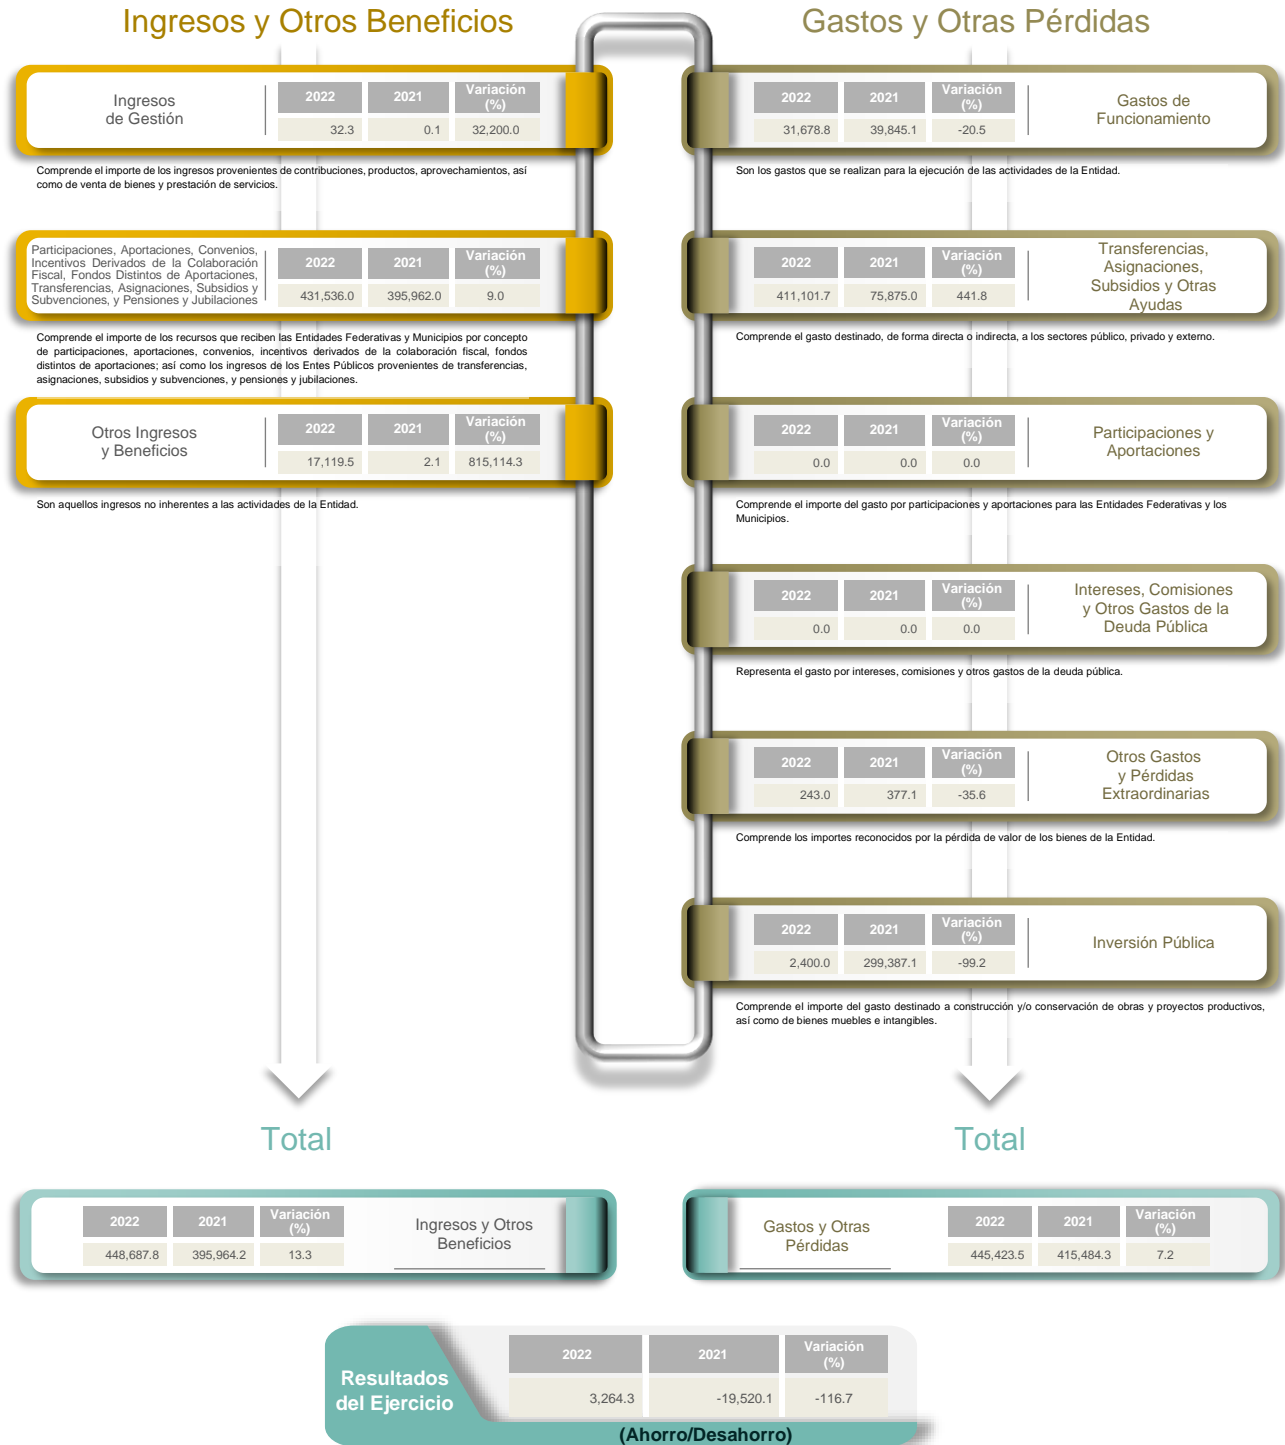 Ingresos y Otros Beneficios
Ingresos
de Gestión
2022 2021 Variación (%)
32.3 0.1 32,200.0
Comprende el importe de los ingresos provenientes de contribuciones, productos, aprovechamientos, así
como de venta de bienes y prestación de servicios.
Participaciones, Aportaciones, Convenios,
Incentivos Derivados de la Colaboración
Fiscal, Fondos Distintos de Aportaciones,
Transferencias, Asignaciones, Subsidios y
Subvenciones, y Pensiones y Jubilaciones
2022 2021 Variación (%)
431,536.0 395,962.0 9.0
Comprende el importe de los recursos que reciben las Entidades Federativas y Municipios por concepto
de participaciones, aportaciones, convenios, incentivos derivados de la colaboración fiscal, fondos
distintos de aportaciones; así como los ingresos de los Entes Públicos provenientes de transferencias,
asignaciones, subsidios y subvenciones, y pensiones y jubilaciones.
Otros Ingresos
y Beneficios
2022 2021 Variación (%)
17,119.5 2.1 815,114.3
Son aquellos ingresos no inherentes a las actividades de la Entidad.
Gastos y Otras Pérdidas
2022 2021 Variación (%)
31,678.8 39,845.1 -20.5
Gastos de
Funcionamiento
Son los gastos que se realizan para la ejecución de las actividades de la Entidad.
2022 2021 Variación (%)
411,101.7 75,875.0 441.8
Transferencias,
Asignaciones,
Subsidios y Otras
Ayudas
Comprende el gasto destinado, de forma directa o indirecta, a los sectores público, privado y externo.
2022 2021 Variación (%)
0.0 0.0 0.0
Participaciones y
Aportaciones
Comprende el importe del gasto por participaciones y aportaciones para las Entidades Federativas y los
Municipios.
2022 2021 Variación (%)
0.0 0.0 0.0
Intereses, Comisiones
y Otros Gastos de la
Deuda Pública
Representa el gasto por intereses, comisiones y otros gastos de la deuda pública.
2022 2021 Variación (%)
243.0 377.1 -35.6
Otros Gastos
y Pérdidas
Extraordinarias
Comprende los importes reconocidos por la pérdida de valor de los bienes de la Entidad.
2022 2021 Variación (%)
2,400.0 299,387.1 -99.2
Inversión Pública
Comprende el importe del gasto destinado a construcción y/o conservación de obras y proyectos productivos,
así como de bienes muebles e intangibles.
Total
2022 2021 Variación (%)
448,687.8 395,964.2 13.3
Ingresos y Otros
Beneficios
Total
Gastos y Otras
Pérdidas
2022 2021 Variación (%)
445,423.5 415,484.3 7.2
Resultados
del Ejercicio
2022 2021 Variación (%)
3,264.3 -19,520.1 -116.7
(Ahorro/Desahorro)